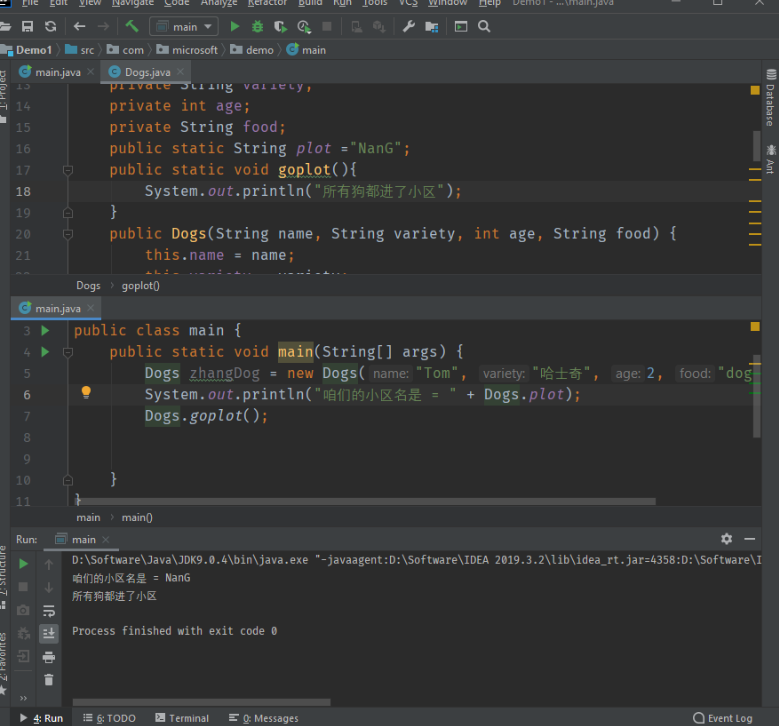 File Edit View Navigate Code Analyze Refactor Build Run Tools VCS Window Help Demo1 - ...\main.java
main
Demo1 src com microsoft demo main
main.java Dogs.java
13 private String variety;
14 private int age;
15 private String food;
16 public static String plot ="NanG";
17 public static void goplot(){
18 System.out.println("所有狗都进了小区");
19 }
20 public Dogs(String name, String variety, int age, String food) {
21 this.name = name;
Dogs goplot()
main.java
3 public class main {
4 public static void main(String[] args) {
5 Dogs zhangDog = new Dogs( name: "Tom", variety: "哈士奇", age: 2, food: "dog
6 System.out.println("咱们的小区名是 = " + Dogs.plot);
7 Dogs.goplot();
8
9
10 }
11 }
main main()
Run: main
D:\Software\Java\JDK9.0.4\bin\java.exe "-javaagent:D:\Software\IDEA 2019.3.2\lib\idea_rt.jar=4358:D:\Software\I
咱们的小区名是 = NanG
所有狗都进了小区
Process finished with exit code 0
4: Run 6: TODO Terminal 0: Messages Event Log
1: Project
Z: Structure
2: Favorites
Database
Ant